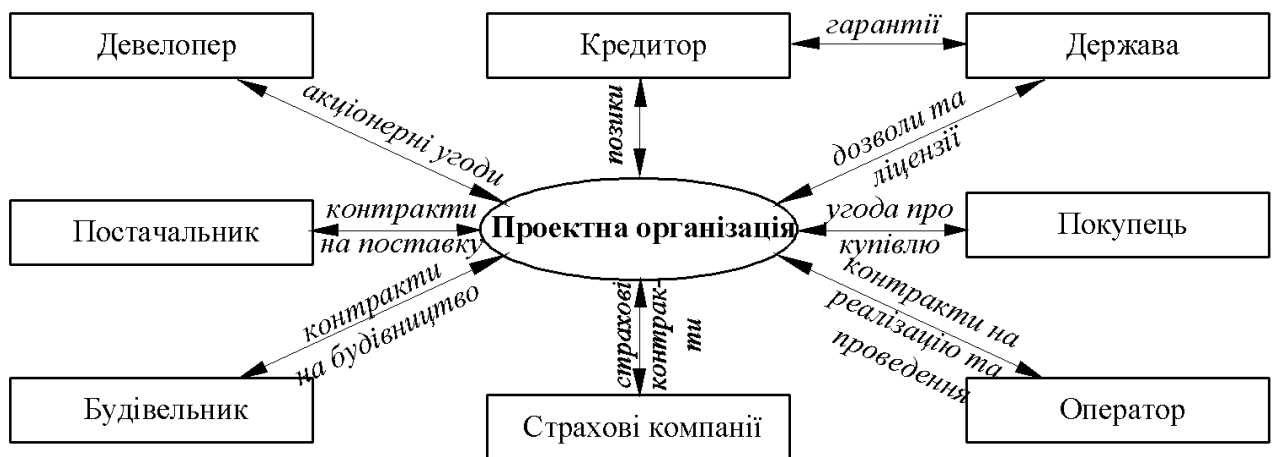 Девелопер
Кредитор
гарантії
Держава
акціонерні угоди
позики
дозволи та
ліцензії
Постачальник
контракти
на поставку
Проектна організація
угода про
купівлю
Покупець
контракти
на будівництво
страхові
контрак-
ти
контракти на
реалізацію та
проведення
Будівельник
Страхові компанії
Оператор